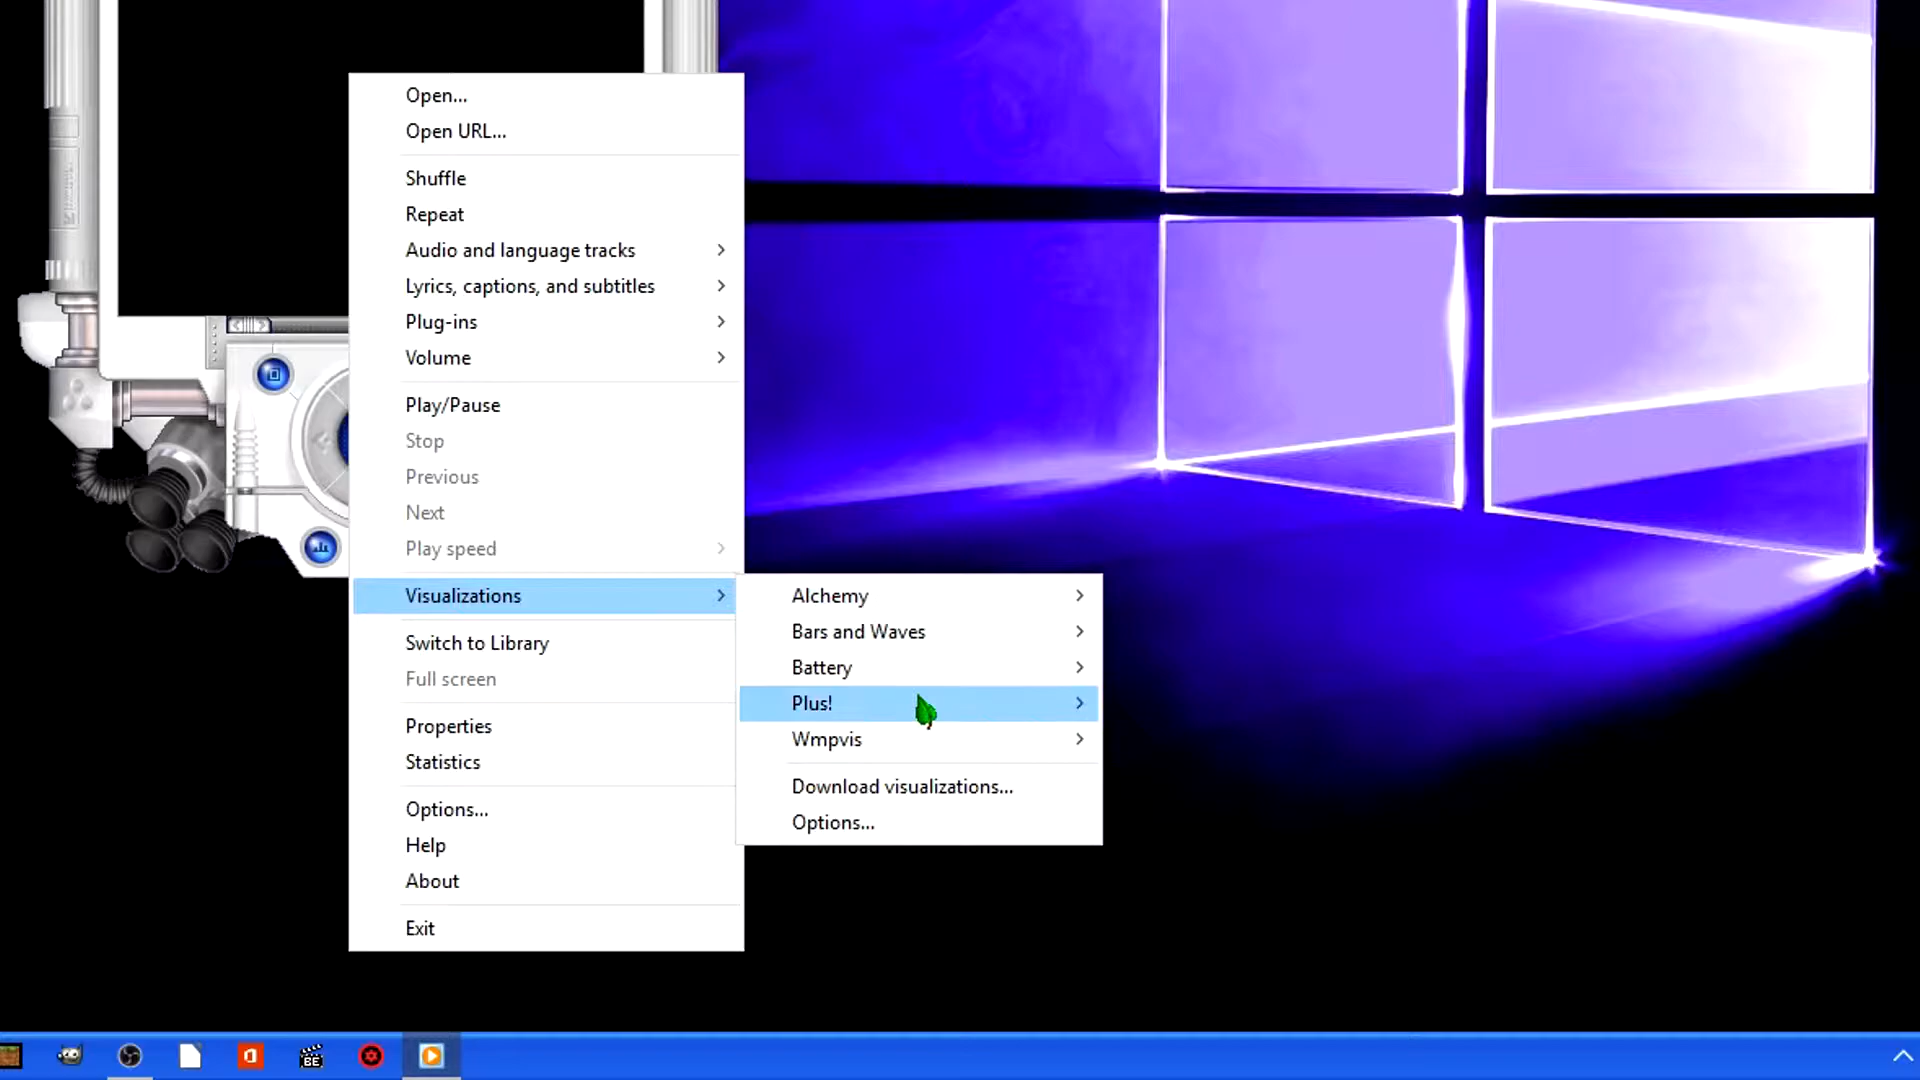 Open...
Open URL...
Shuffle
Repeat
Audio and language tracks
Lyrics, captions, and subtitles
Plug-ins
Volume
Play/Pause
Stop
Previous
Next
Play speed
Visualizations
Switch to Library
Full screen
Properties
Statistics
Options...
Help
About
Exit
Alchemy
Bars and Waves
Battery
Plus!
Wmpvis
Download visualizations...
Options...
BE